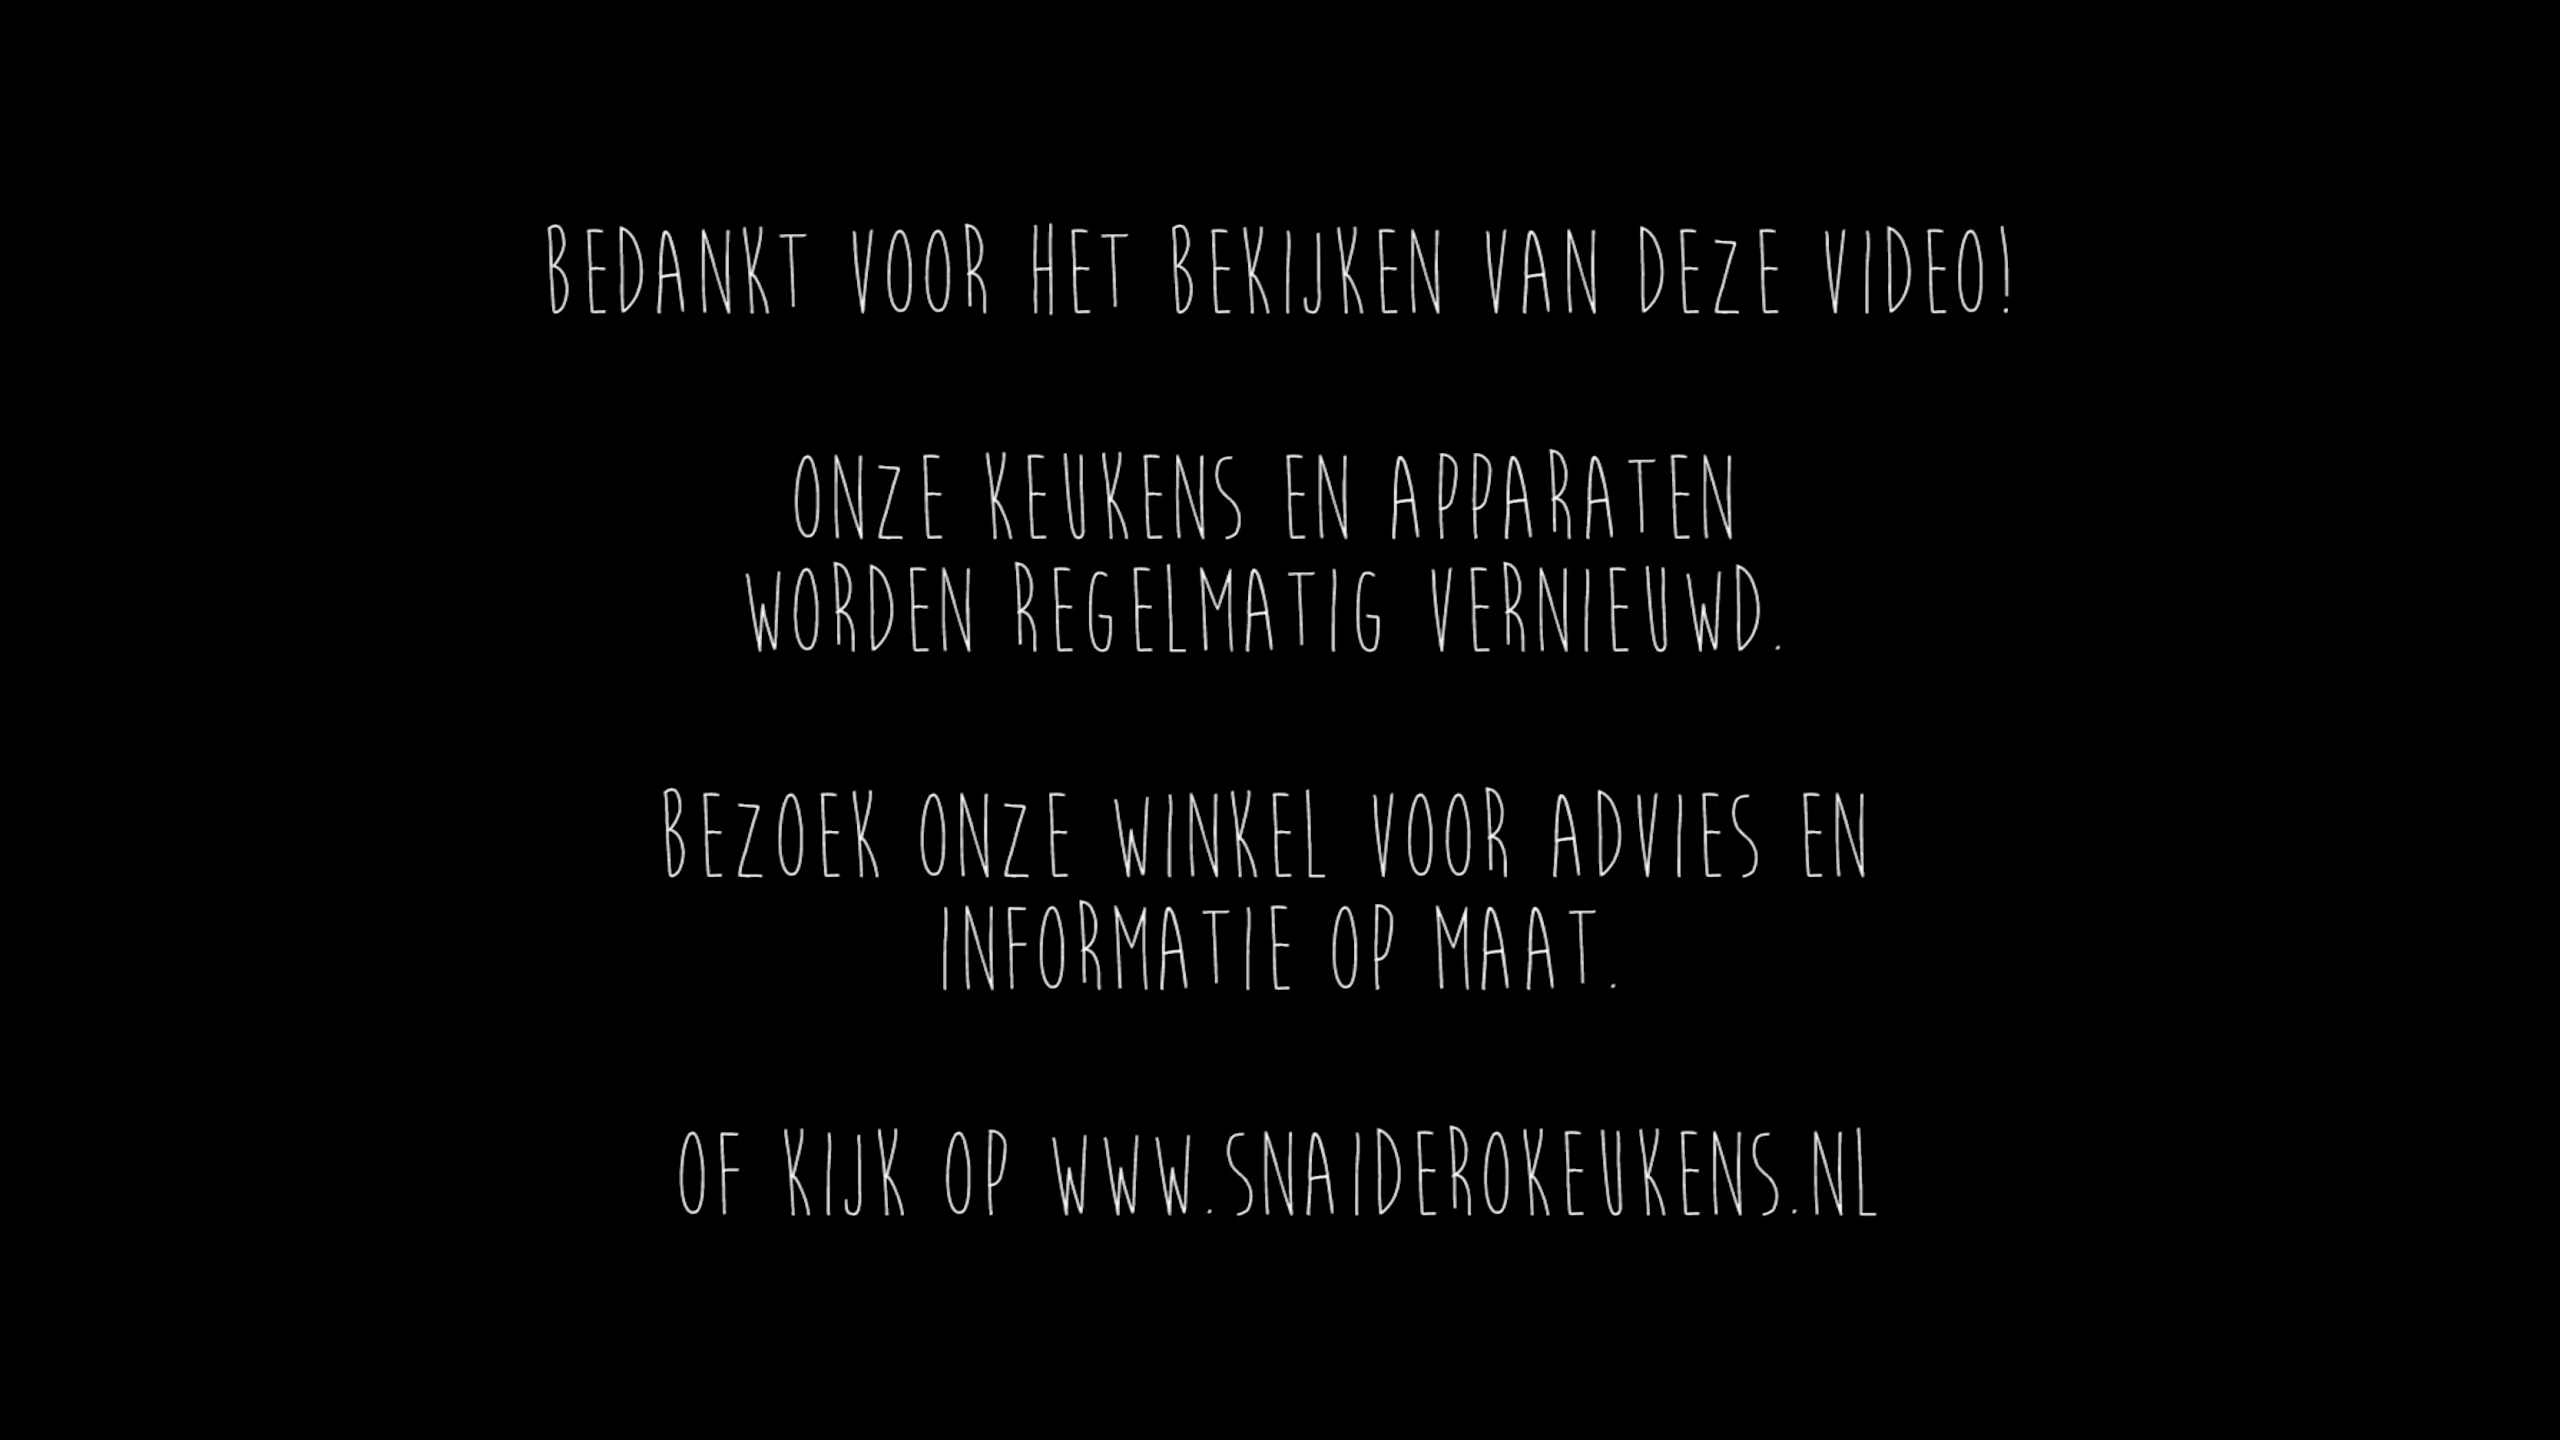 BEDANKT VOOR HET BEKIJKEN VAN DEZE VIDEO!
ONZE KEUKENS EN APPARATEN
WORDEN REGELMATIG VERNIEUWD.
BEZOEK ONZE WINKEL VOOR ADVIES EN
INFORMATIE OP MAAT.
OF KIJK OP WWW.SNAIDEROKEUKENS.NL